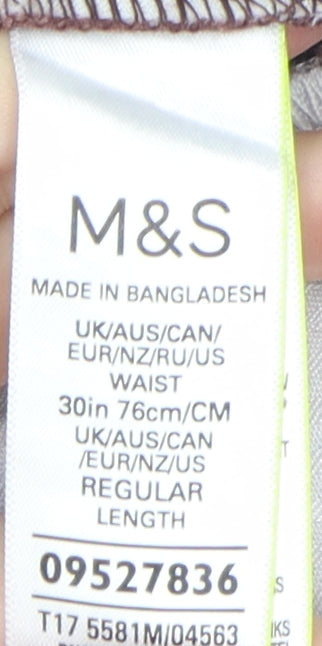 M&S
MADE IN BANGLADESH
UK/AUS/CAN/
EUR/NZ/RU/US
WAIST
30in 76cm/CM
UK/AUS/CAN
/EUR/NZ/US
REGULAR
LENGTH
09527836
T17 5581M/04563